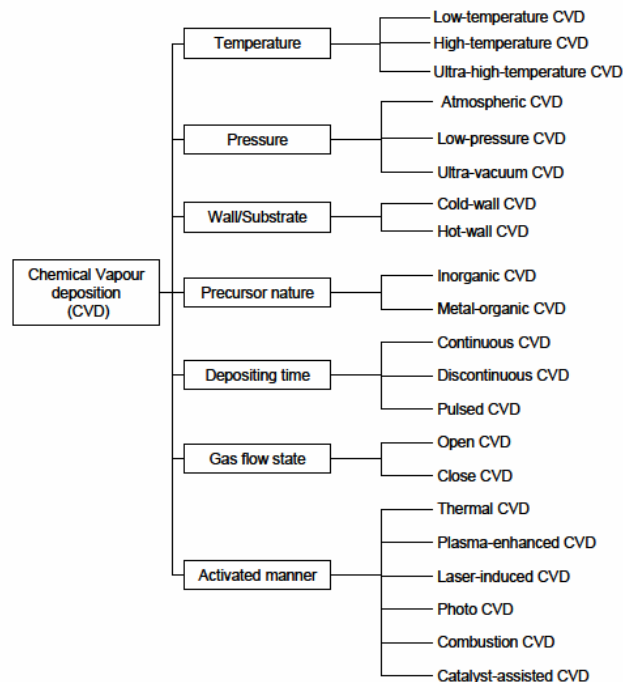 Chemical Vapour
deposition
(CVD)
Temperature
Low-temperature CVD
High-temperature CVD
Ultra-high-temperature CVD
Pressure
Atmospheric CVD
Low-pressure CVD
Ultra-vacuum CVD
Wall/Substrate
Cold-wall CVD
Hot-wall CVD
Precursor nature
Inorganic CVD
Metal-organic CVD
Depositing time
Continuous CVD
Discontinuous CVD
Pulsed CVD
Gas flow state
Open CVD
Close CVD
Activated manner
Thermal CVD
Plasma-enhanced CVD
Laser-induced CVD
Photo CVD
Combustion CVD
Catalyst-assisted CVD